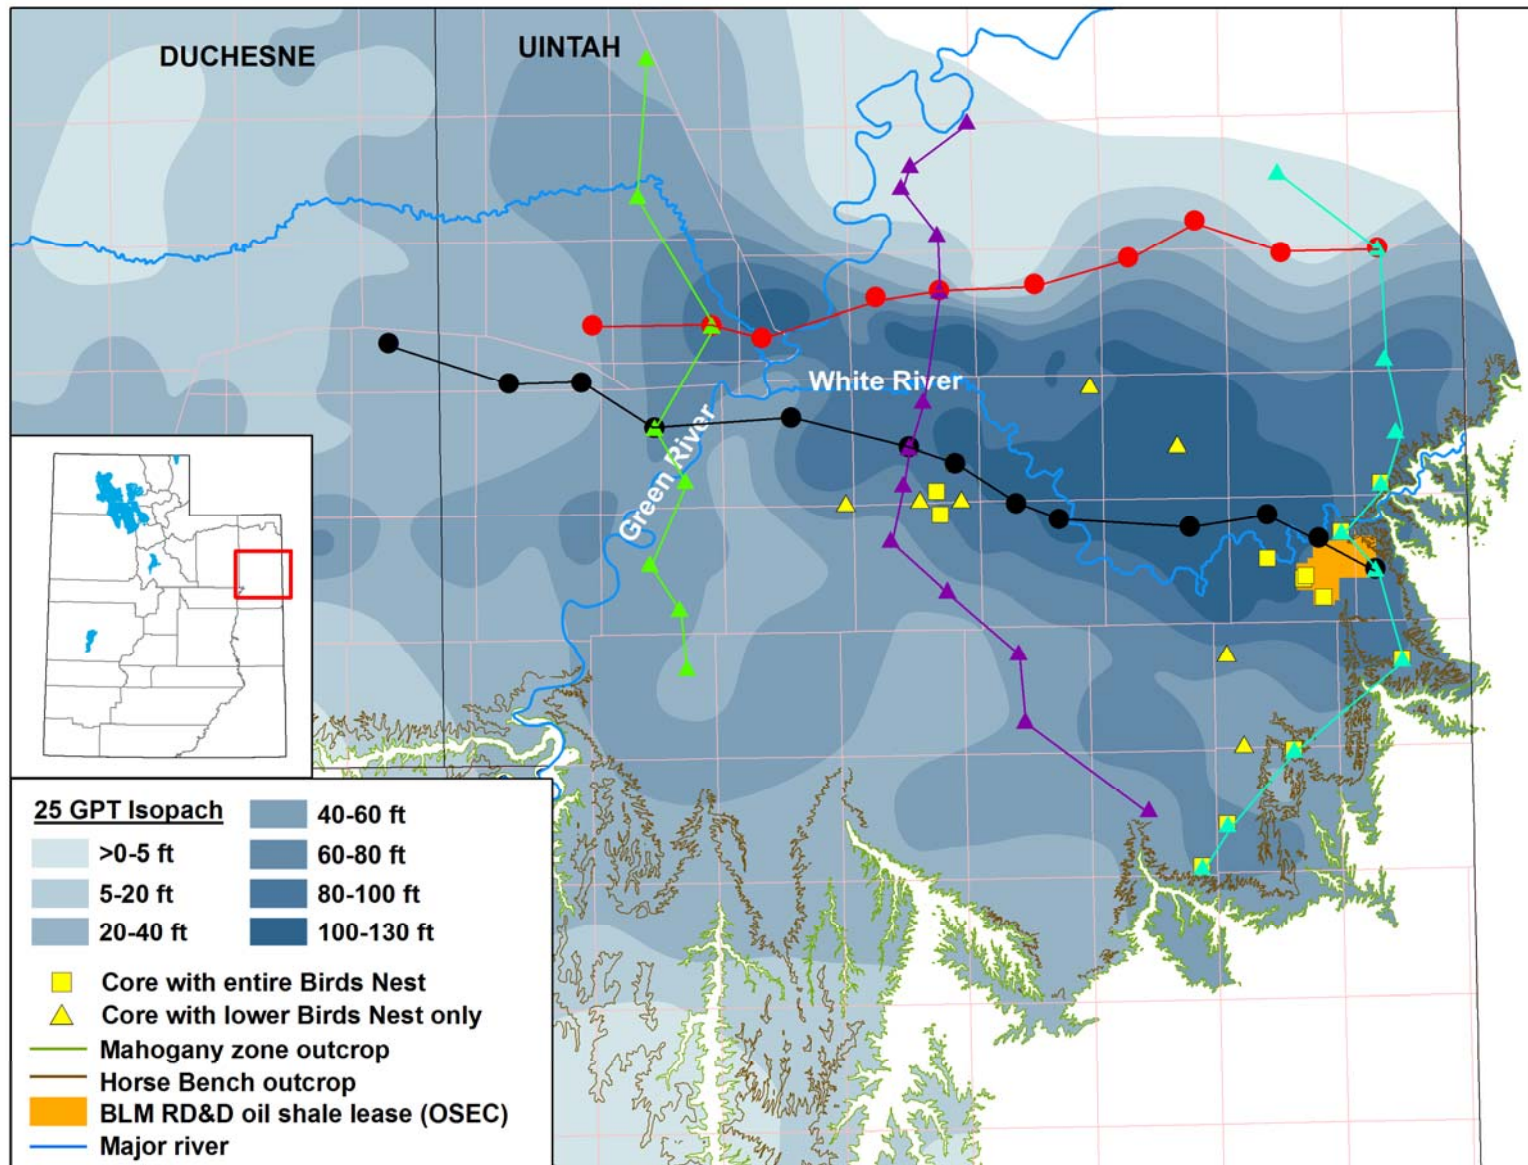 DUCHESNE
UINTAH
White River
Green River
25 GPT Isopach
>0-5 ft
5-20 ft
20-40 ft
40-60 ft
60-80 ft
80-100 ft
100-130 ft
Core with entire Birds Nest
Core with lower Birds Nest only
Mahogany zone outcrop
Horse Bench outcrop
BLM RD&D oil shale lease (OSEC)
Major river